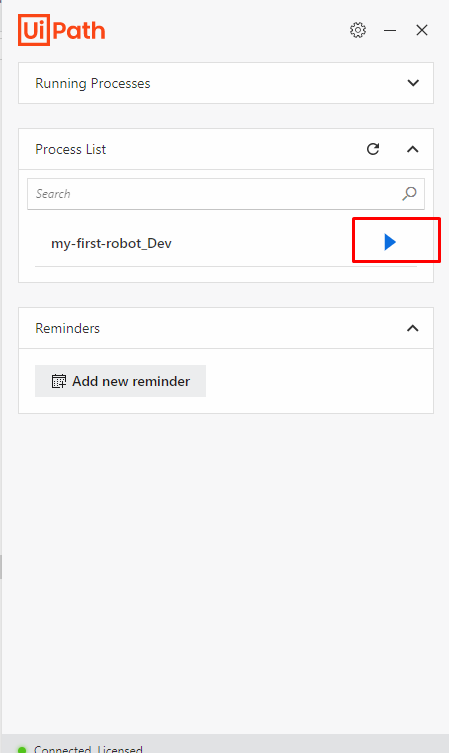 UiPath
Running Processes
Process List
Search
my-first-robot_Dev
Reminders
Add new reminder
Connected, Licensed